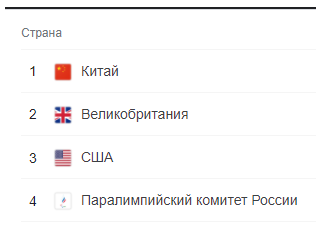 Страна
1 Китай
2 Великобритания
3 США
4 Паралимпийский комитет России